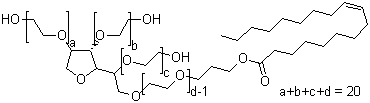 HO O a
O b OH
O
O c OH
O O d-1 O O
a+b+c+d = 20